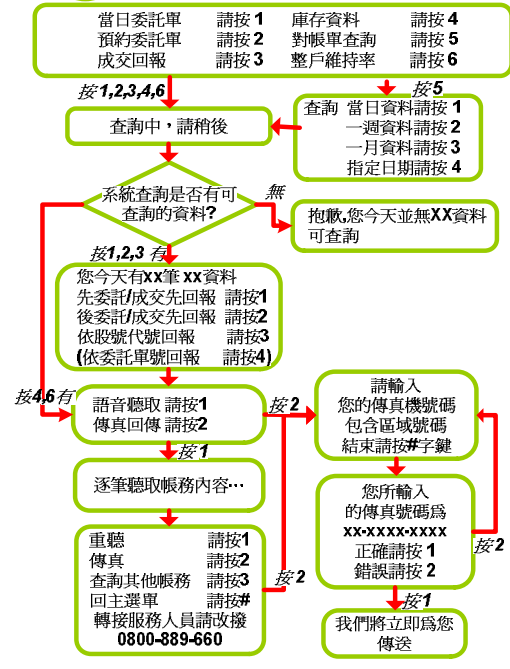 當日委託單 請按 1 庫存資料 請按 4
預約委託單 請按 2 對帳單查詢 請按 5
成交回報 請按 3 整戶維持率 請按 6
按1,2,3,4,6
按5
查詢中，請稍後
查詢 當日資料請按 1
一週資料請按 2
一月資料請按 3
指定日期請按 4
系統查詢是否有可
查詢的資料?
無
抱歉,您今天並無XX資料
可查詢
按1,2,3 有
您今天有xx筆 xx資料
先委託/成交先回報 請按1
後委託/成交先回報 請按2
依股號代號回報 請按3
(依委託單號回報 請按4)
按4,6有
語音聽取 請按1
傳真回傳 請按2
按2
請輸入
您的傳真機號碼
包含區域號碼
結束請按#字鍵
按1
逐筆聽取帳務內容…
您所輸入
的傳真號碼為
xx-xxxx-xxxx
正確請按 1
錯誤請按 2
按2
重聽 請按1
傳真 請按2
查詢其他帳務 請按3
回主選單 請按#
轉接服務人員請改撥
0800-889-660
按2
按1
我們將立即為您
傳送